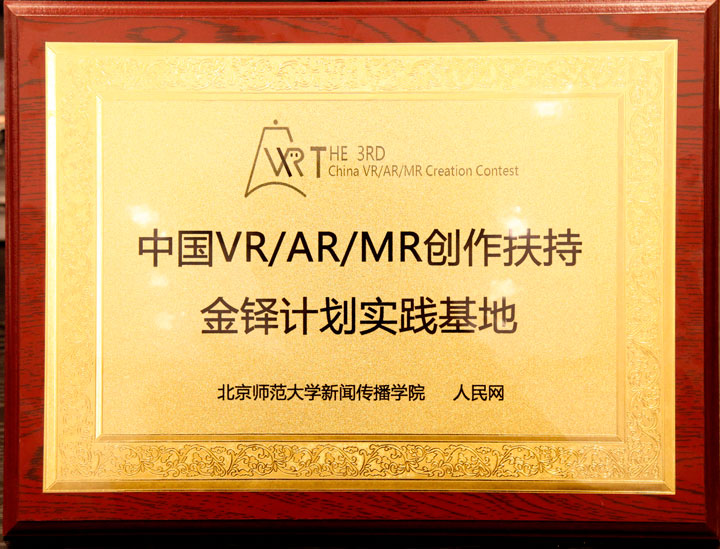 VR THE 3RD
China VR/AR/MR Creation Contest
中国VR/AR/MR创作扶持
金铎计划实践基地
北京师范大学新闻传播学院 人民网